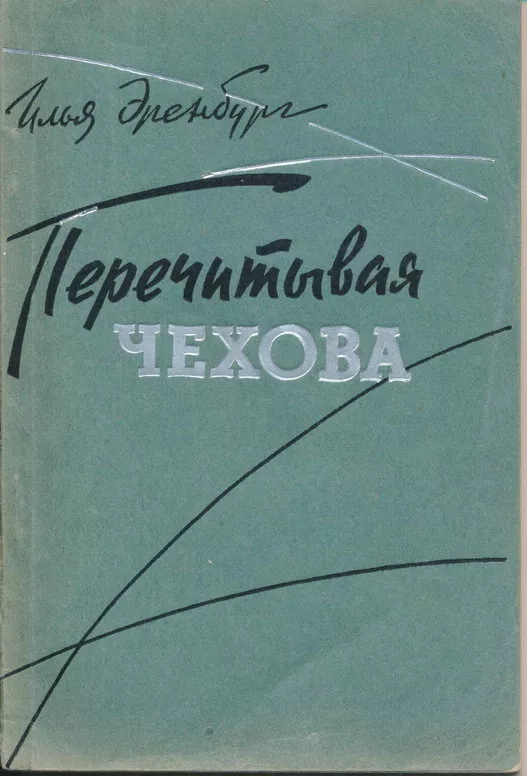 Илья Эренбург
Перечитывая
ЧЕХОВА